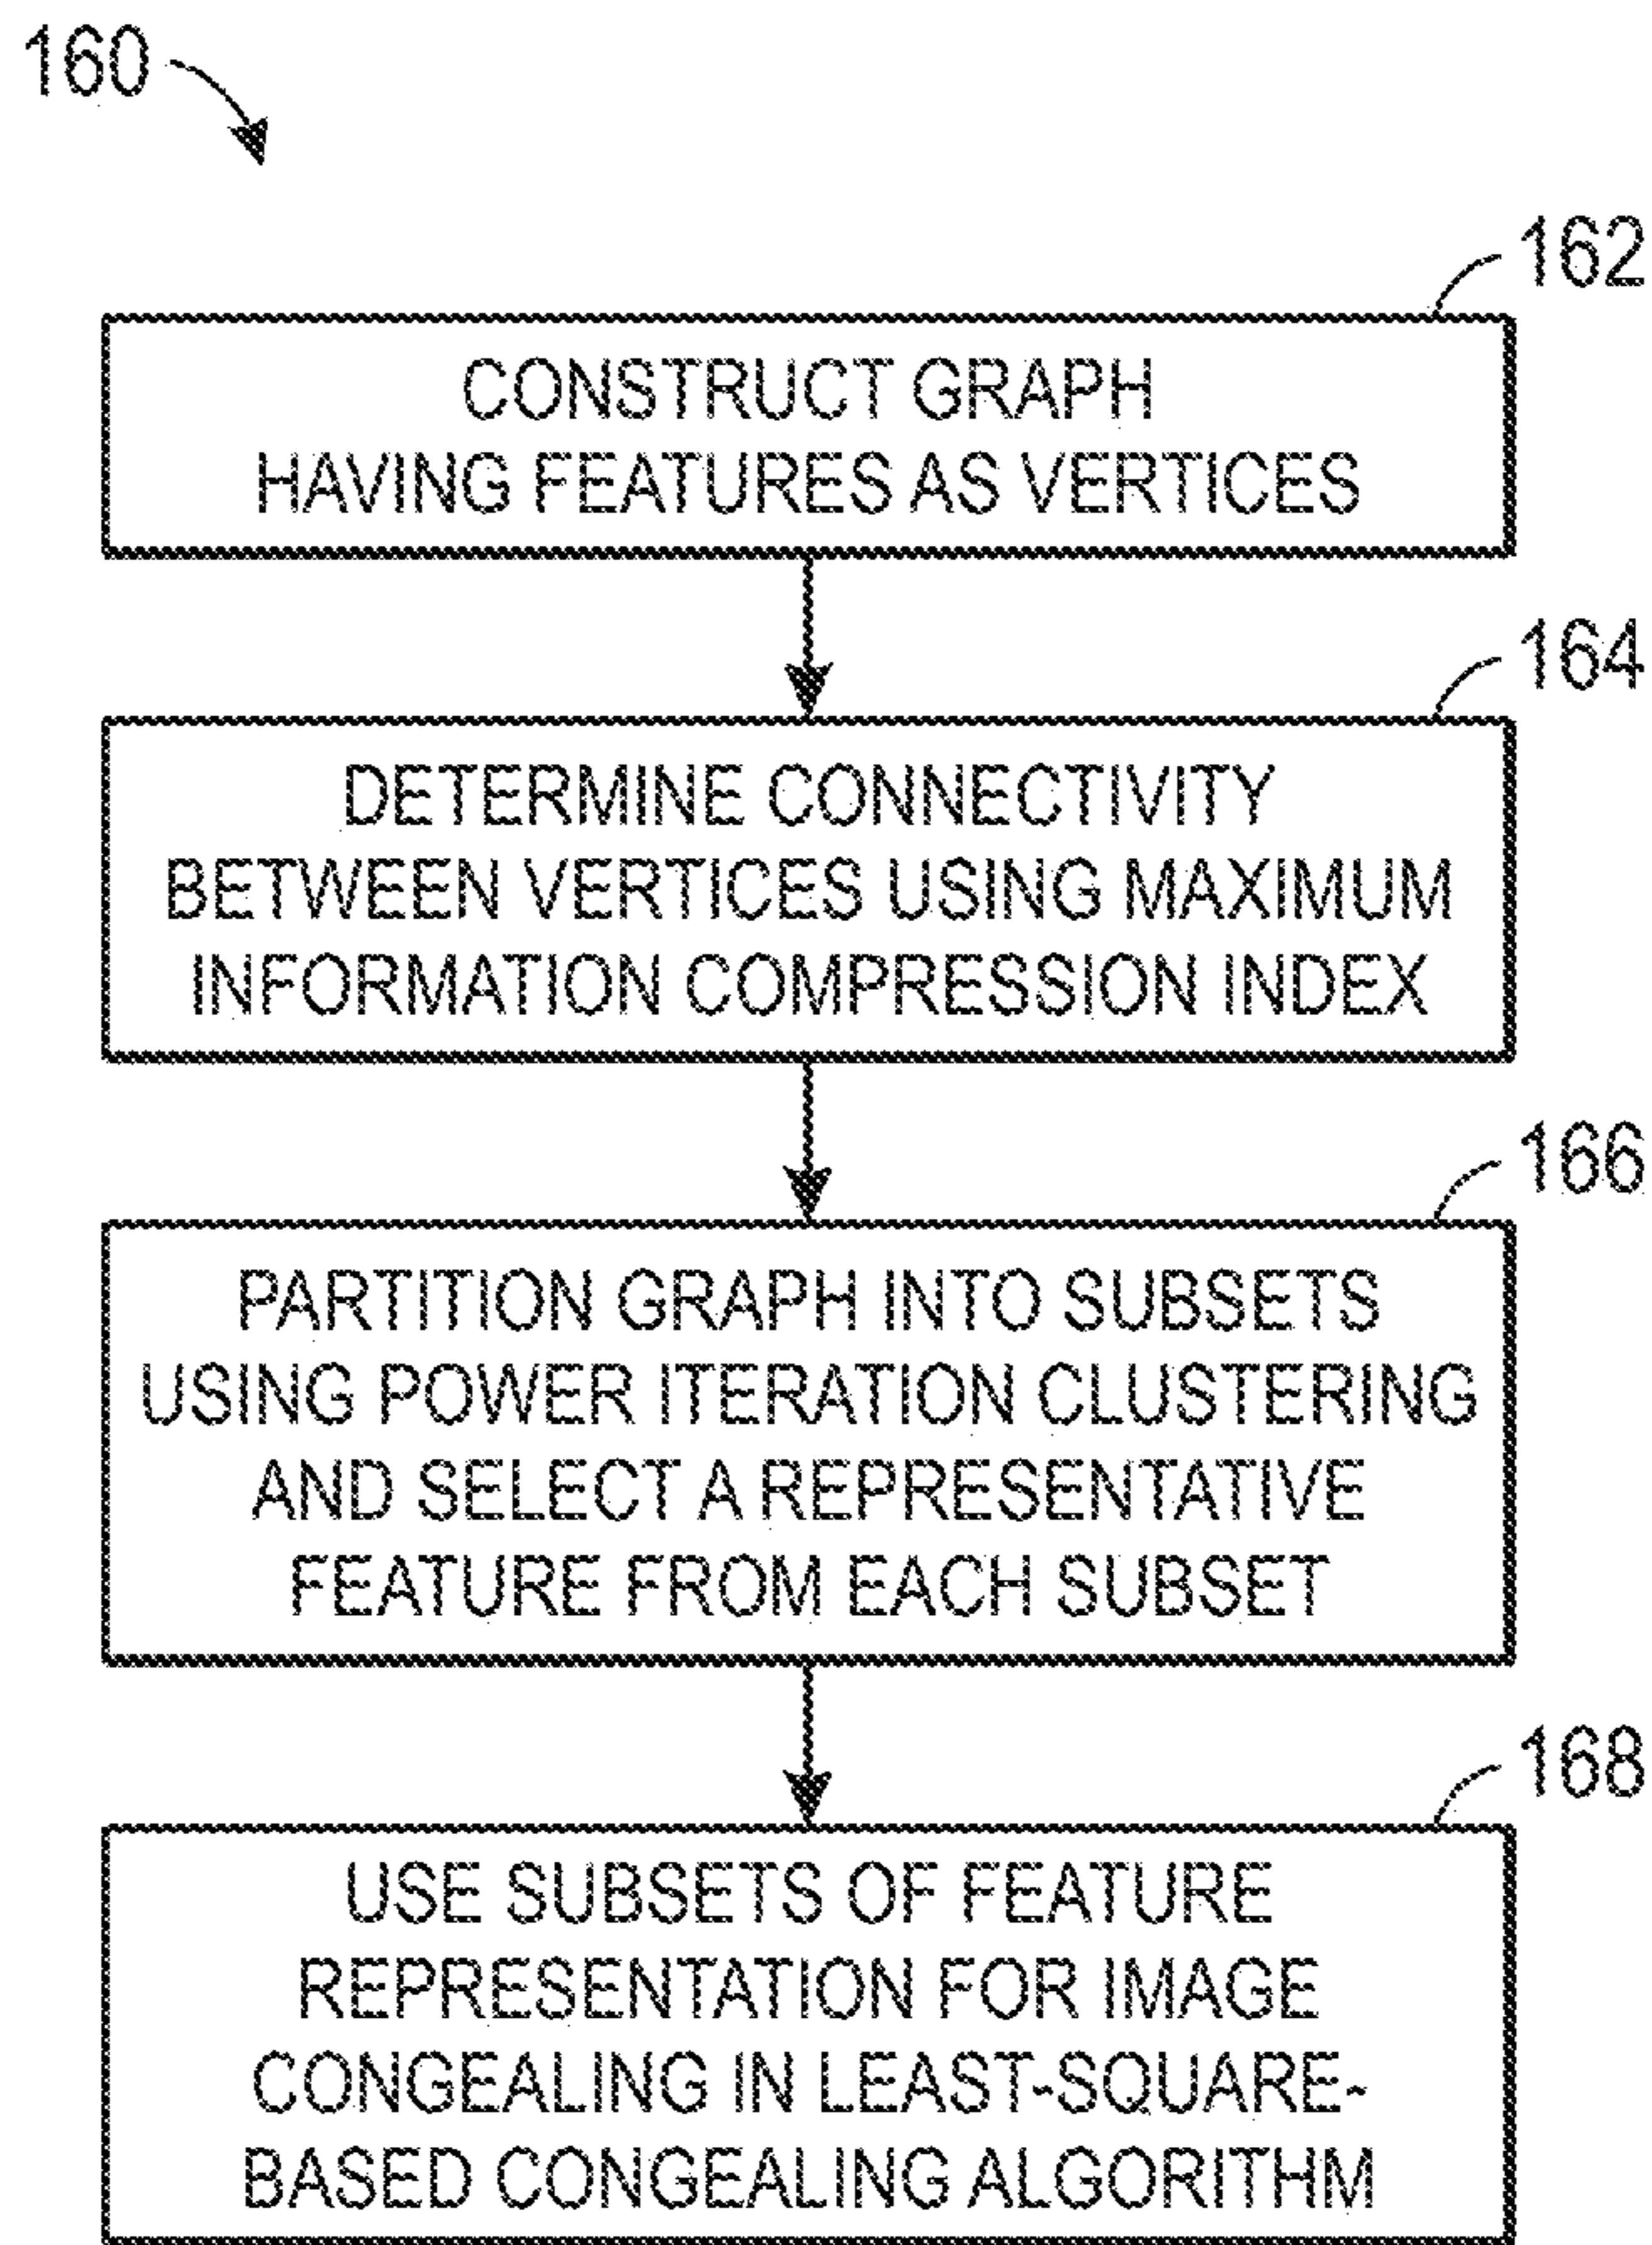 160
162
CONSTRUCT GRAPH
HAVING FEATURES AS VERTICES
164
DETERMINE CONNECTIVITY
BETWEEN VERTICES USING MAXIMUM
INFORMATION COMPRESSION INDEX
166
PARTITION GRAPH INTO SUBSETS
USING POWER ITERATION CLUSTERING
AND SELECT A REPRESENTATIVE
FEATURE FROM EACH SUBSET
168
USE SUBSETS OF FEATURE
REPRESENTATION FOR IMAGE
CONGEALING IN LEAST-SQUARE-
BASED CONGEALING ALGORITHM